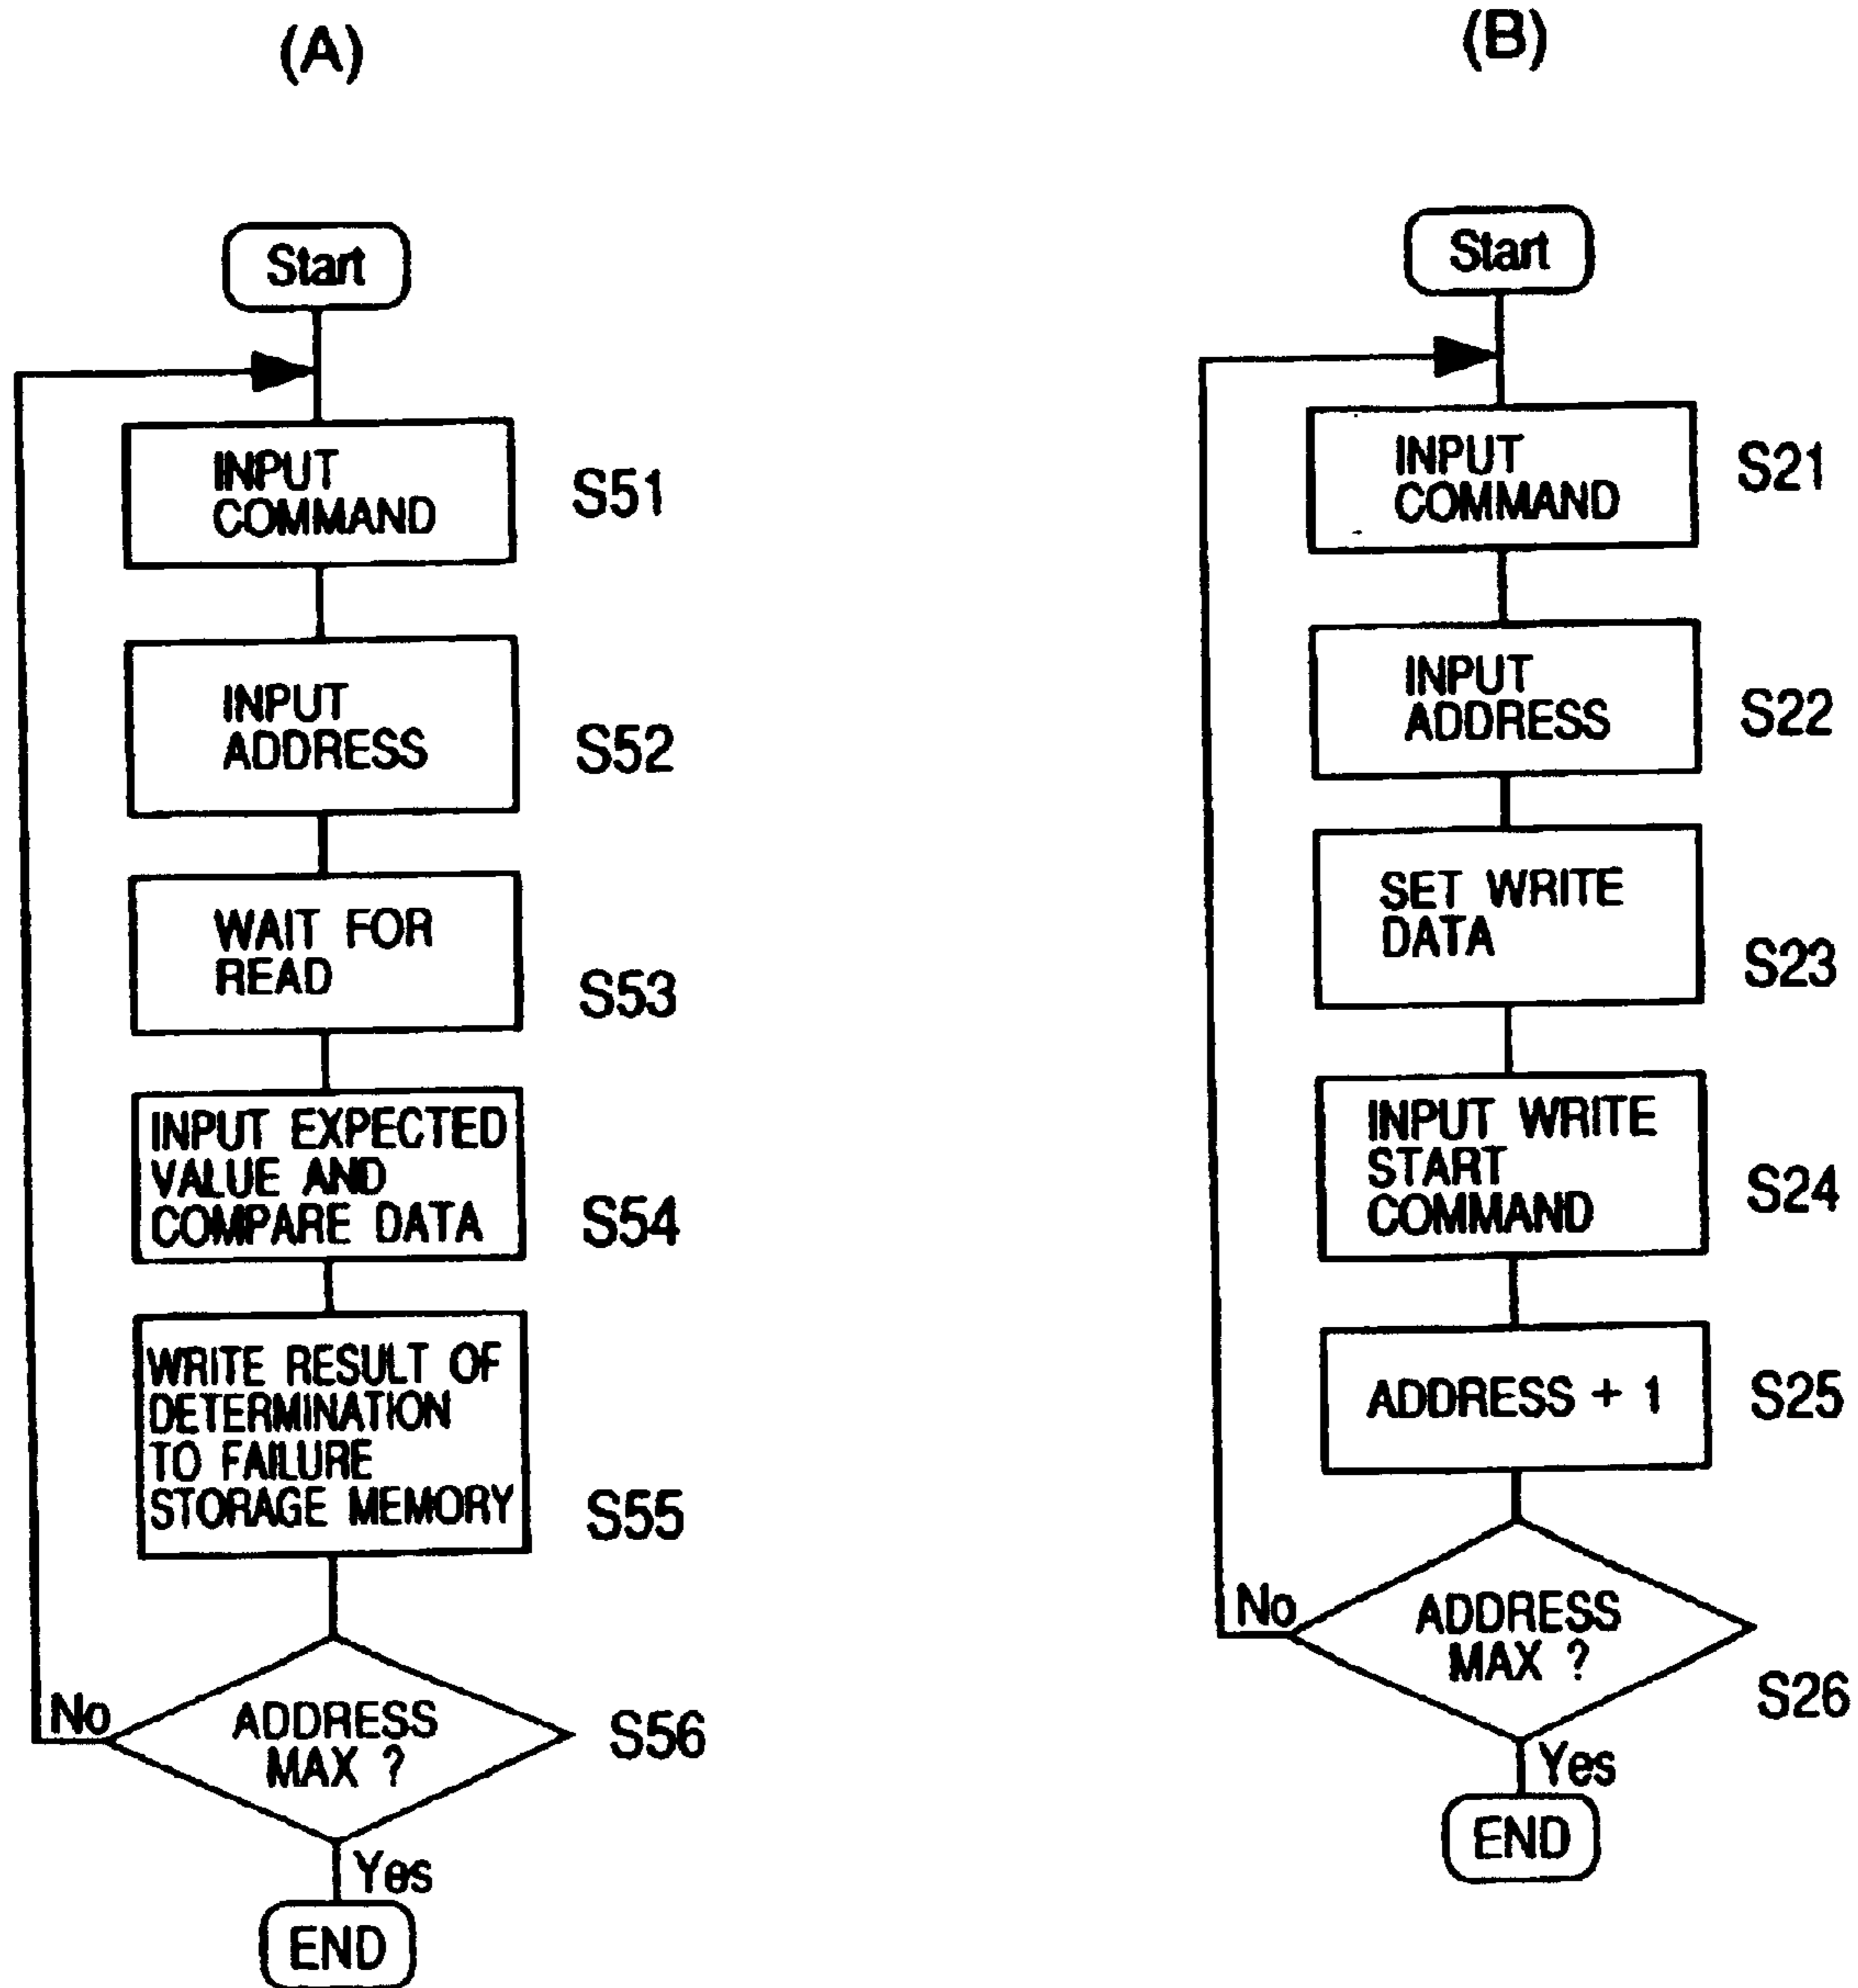 (A)
Start
INPUT
COMMAND
S51
INPUT
ADDRESS
S52
WAIT FOR
READ
S53
INPUT EXPECTED
VALUE AND
COMPARE DATA
S54
WRITE RESULT OF
DETERMINATION
TO FAILURE
STORAGE MEMORY
S55
ADDRESS
MAX ?
S56
No
Yes
END
(B)
Start
INPUT
COMMAND
S21
INPUT
ADDRESS
S22
SET WRITE
DATA
S23
INPUT WRITE
START
COMMAND
S24
ADDRESS + 1
S25
ADDRESS
MAX ?
S26
No
Yes
END